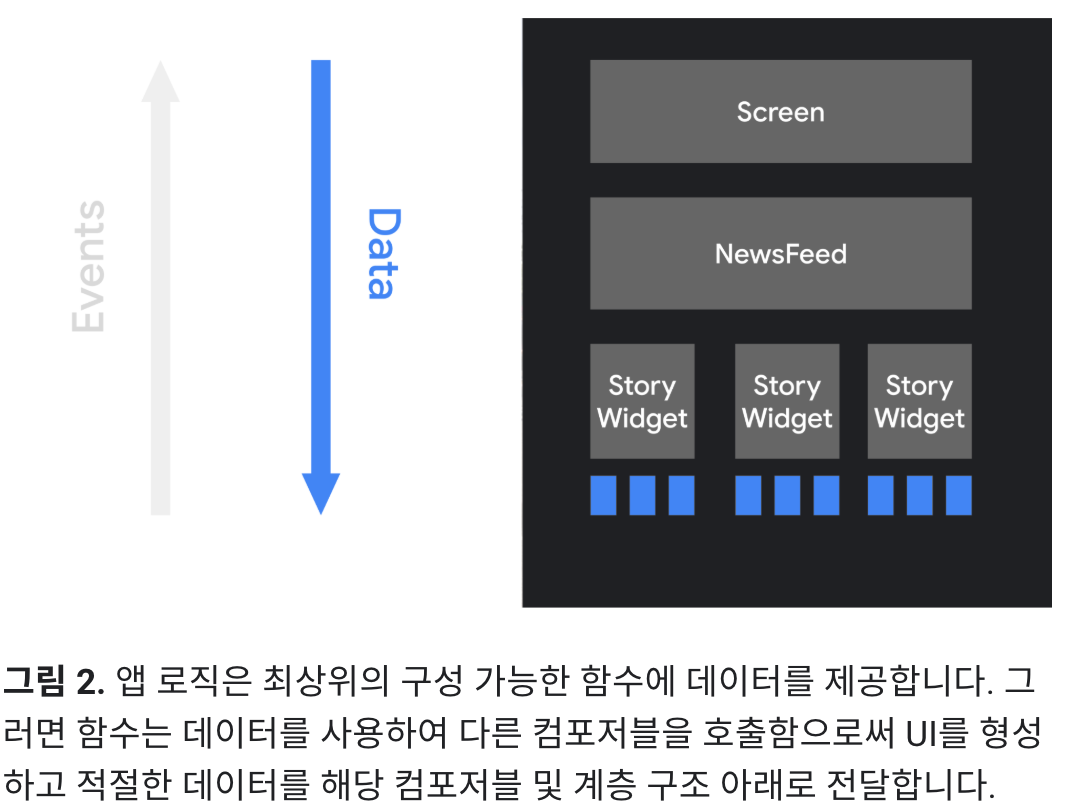 Events
Data
Screen
NewsFeed
Story
Widget
Story
Widget
Story
Widget
그림 2. 앱 로직은 최상위의 구성 가능한 함수에 데이터를 제공합니다. 그
러면 함수는 데이터를 사용하여 다른 컴포저블을 호출함으로써 UI를 형성
하고 적절한 데이터를 해당 컴포저블 및 계층 구조 아래로 전달합니다.